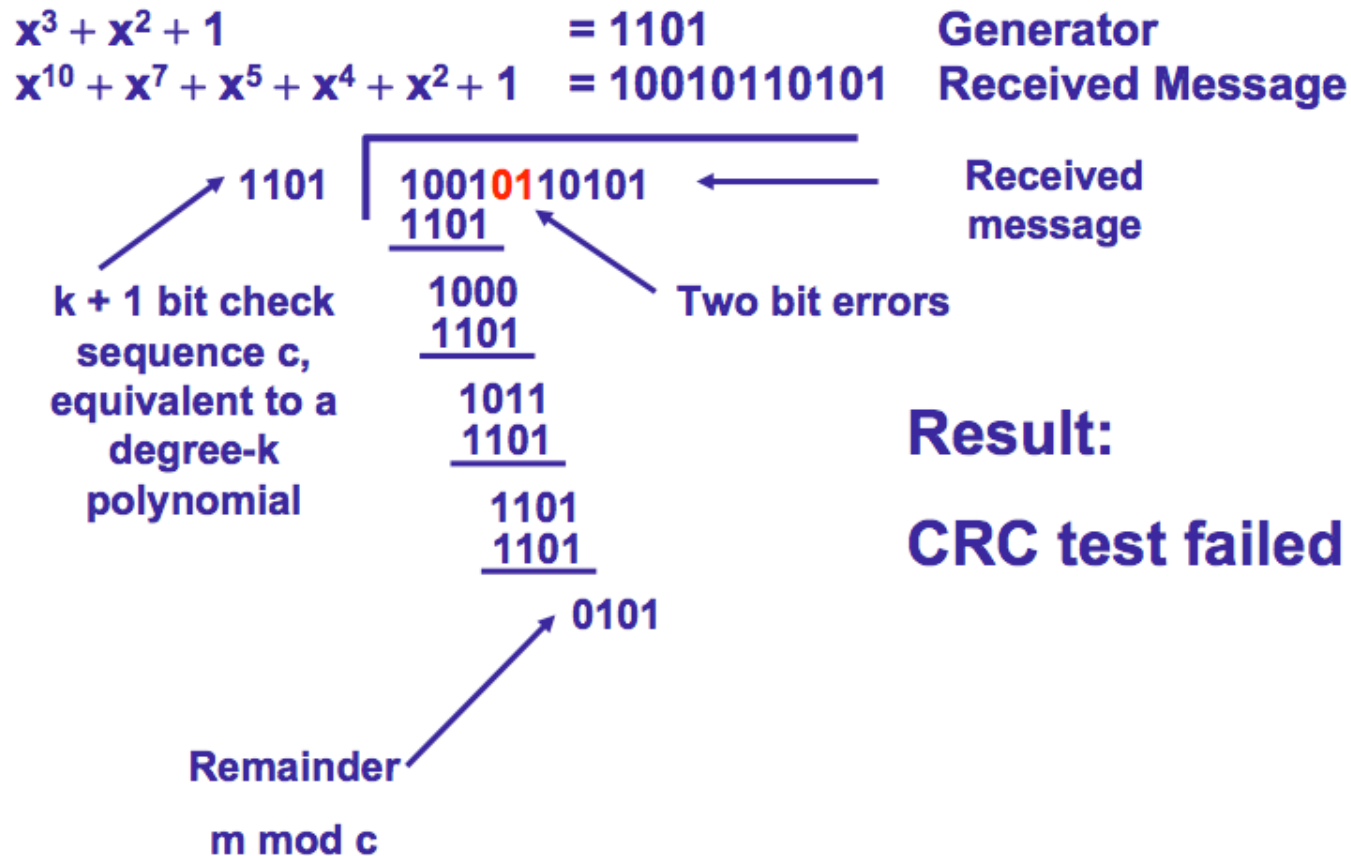 x³ + x² + 1 = 1101 Generator
x¹⁰ + x⁷ + x⁵ + x⁴ + x² + 1 = 10010110101 Received Message
1101 10010110101 Received
message
1101
k + 1 bit check
sequence c,
equivalent to a
degree-k
polynomial
1000
1101
Two bit errors
1011
1101
1101
1101
0101
Result:
CRC test failed
Remainder
m mod c